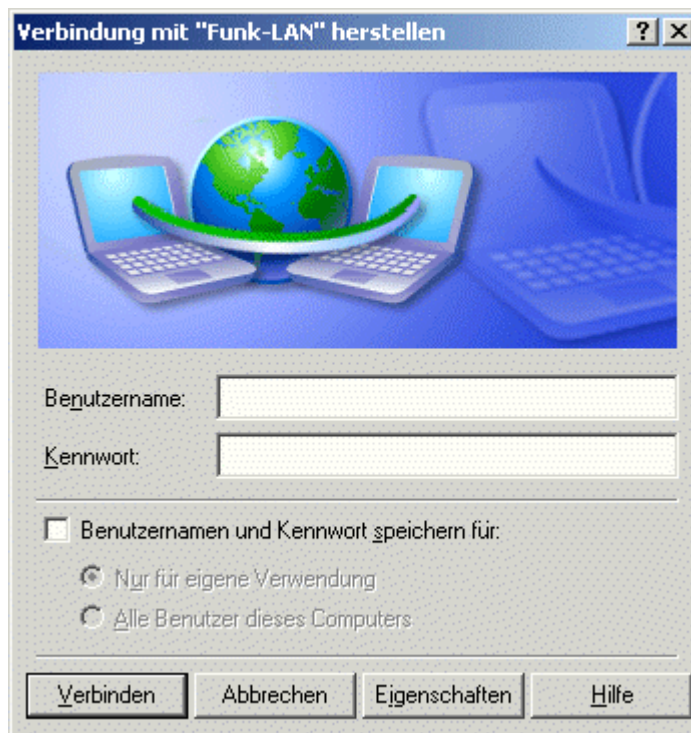 Verbindung mit "Funk-LAN" herstellen
Benutzername:
Kennwort:
Benutzernamen und Kennwort speichern für:
Nur für eigene Verwendung
Alle Benutzer dieses Computers
Verbinden Abbrechen Eigenschaften Hilfe